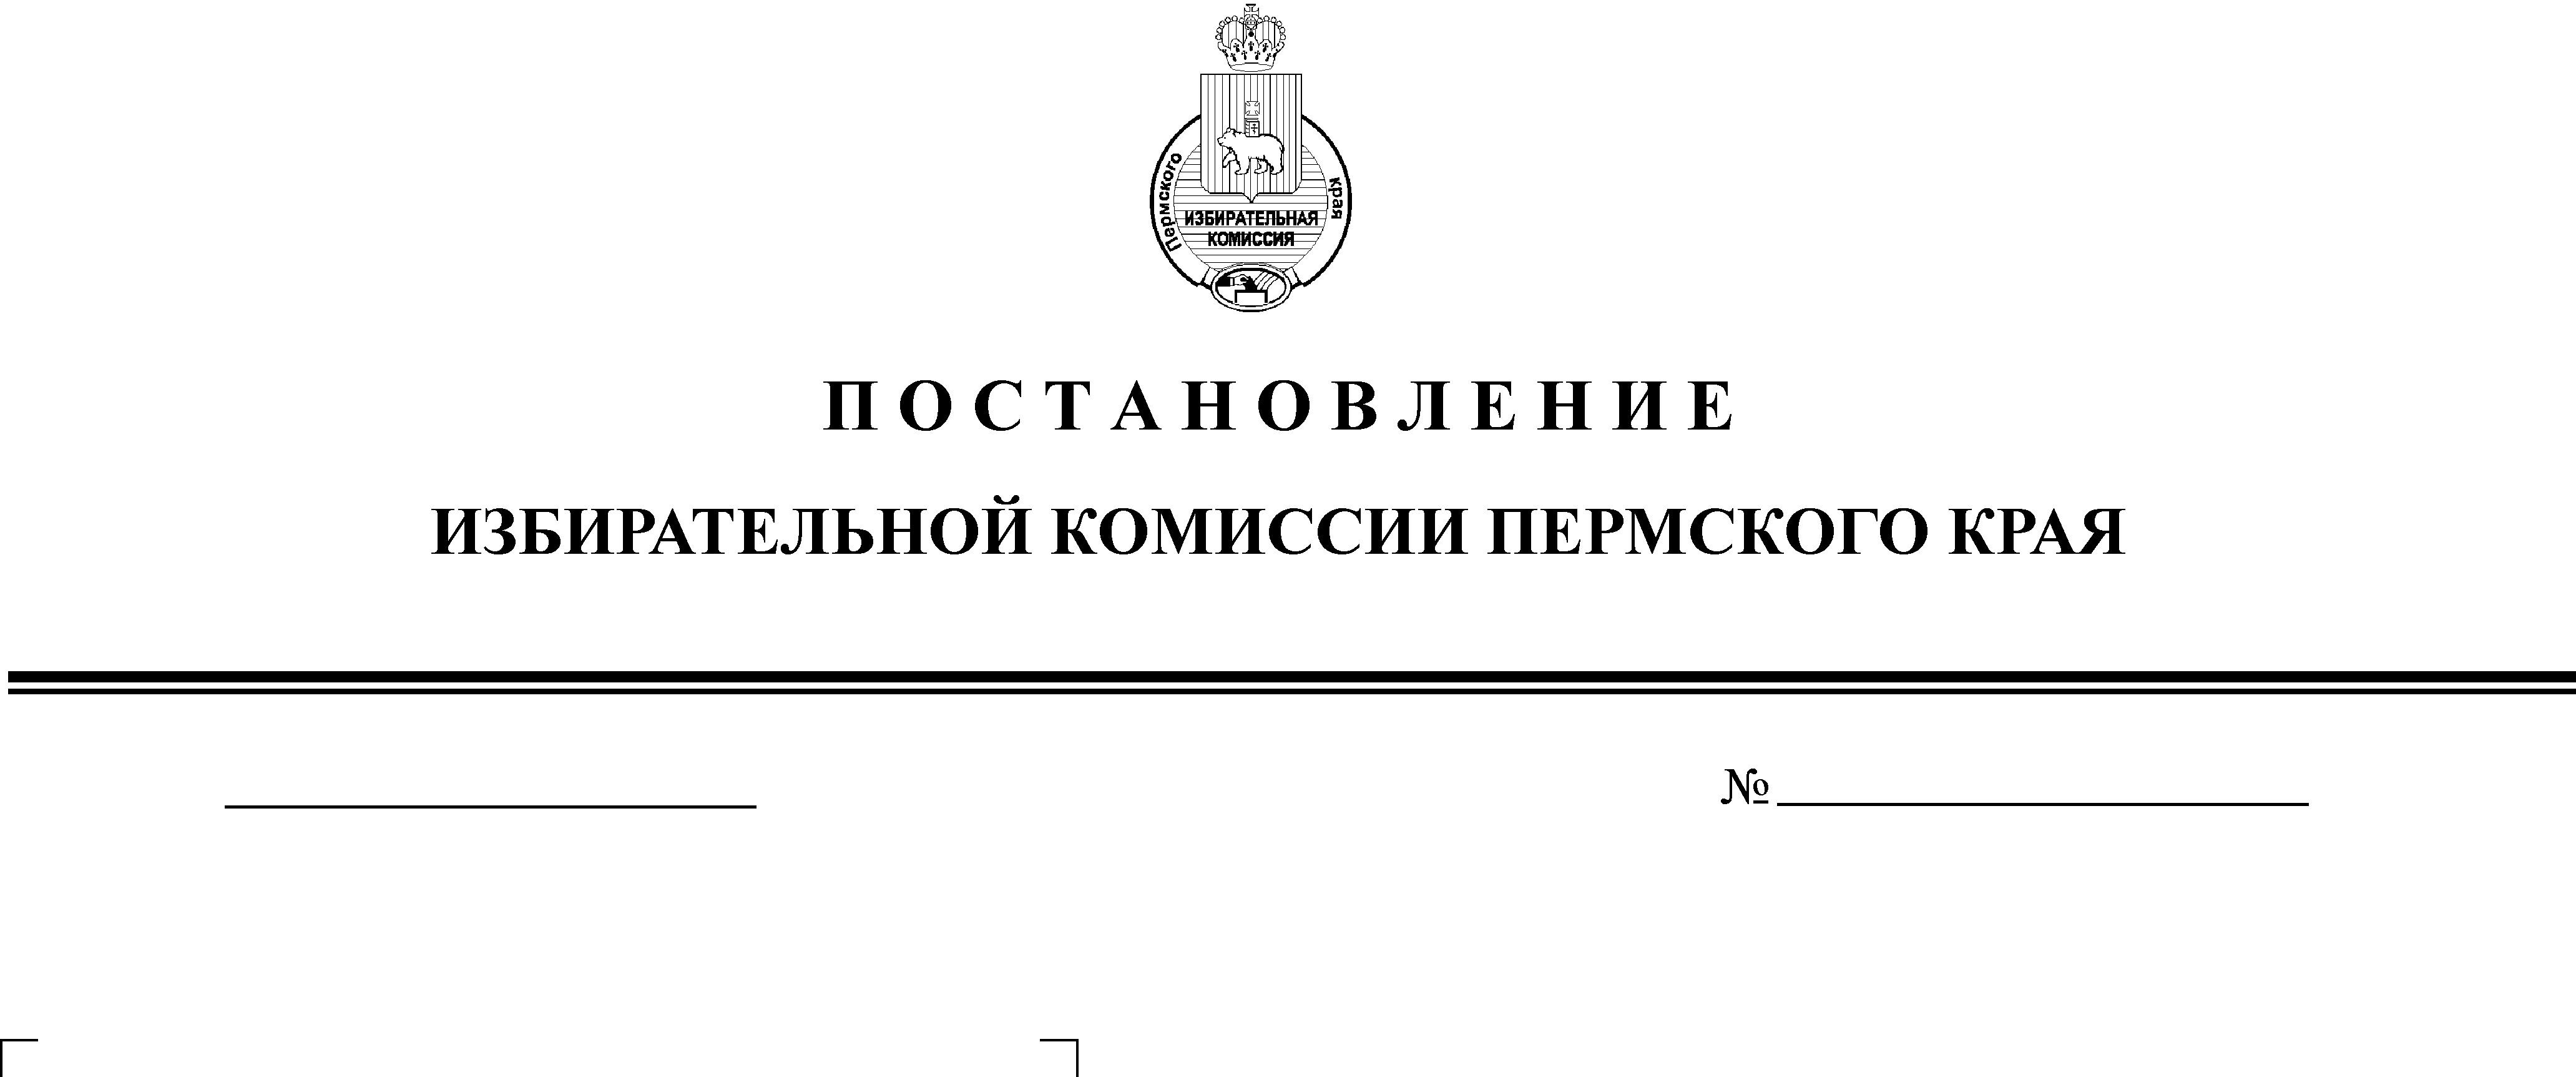 Пермского
края
ИЗБИРАТЕЛЬНАЯ
КОМИССИЯ
П О С Т А Н О В Л Е Н И Е
ИЗБИРАТЕЛЬНОЙ КОМИССИИ ПЕРМСКОГО КРАЯ
№